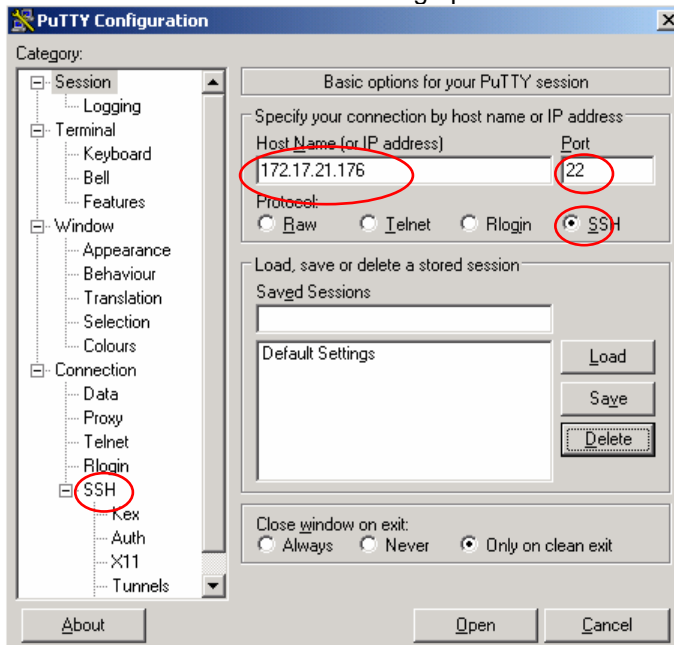 PuTTY Configuration
Category:
Session
Logging
Terminal
Keyboard
Bell
Features
Window
Appearance
Behaviour
Translation
Selection
Colours
Connection
Data
Proxy
Telnet
Rlogin
SSH
Kex
Auth
X11
Tunnels
Basic options for your PuTTY session
Specify your connection by host name or IP address
Host Name (or IP address) Port
172.17.21.176 22
Protocol:
Raw Telnet Rlogin SSH
Load, save or delete a stored session
Saved Sessions
Default Settings
Load
Save
Delete
Close window on exit:
Always Never Only on clean exit
About Open Cancel